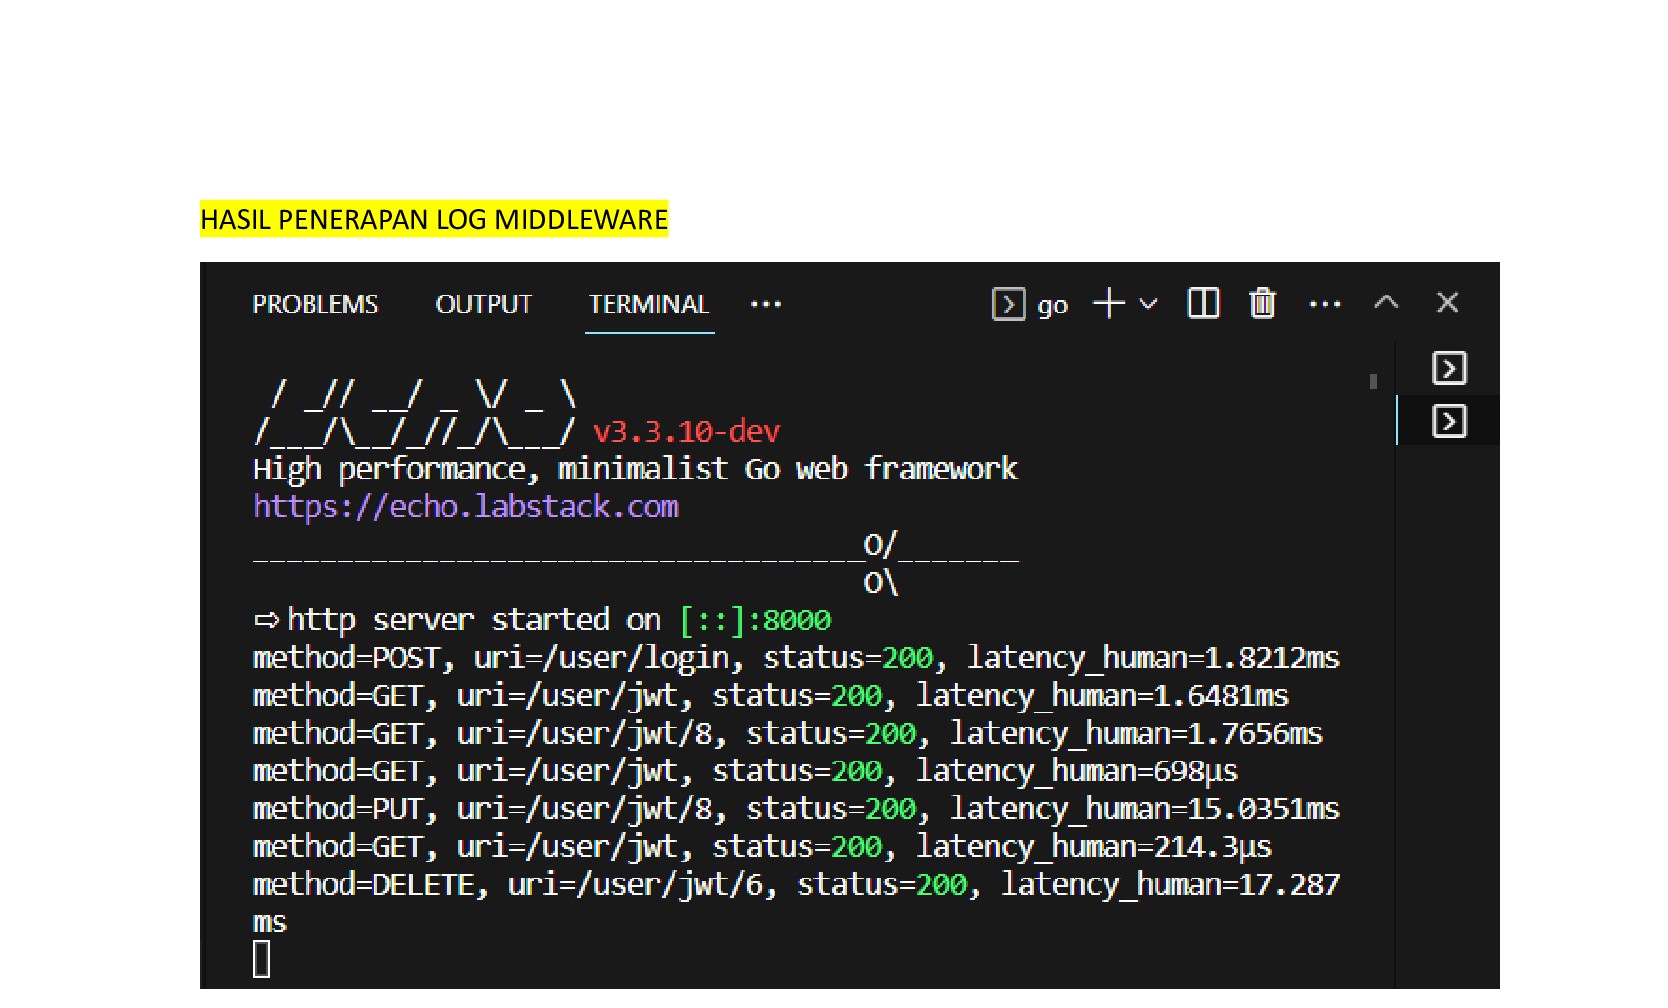 HASIL PENERAPAN LOG MIDDLEWARE
PROBLEMS OUTPUT TERMINAL ··· go
v3.3.10-dev
High performance, minimalist Go web framework
https://echo.labstack.com
____________________________________O/_______
                                    O\
⇨ http server started on [::]:8000
method=POST, uri=/user/login, status=200, latency_human=1.8212ms
method=GET, uri=/user/jwt, status=200, latency_human=1.6481ms
method=GET, uri=/user/jwt/8, status=200, latency_human=1.7656ms
method=GET, uri=/user/jwt, status=200, latency_human=698µs
method=PUT, uri=/user/jwt/8, status=200, latency_human=15.0351ms
method=GET, uri=/user/jwt, status=200, latency_human=214.3µs
method=DELETE, uri=/user/jwt/6, status=200, latency_human=17.287
ms